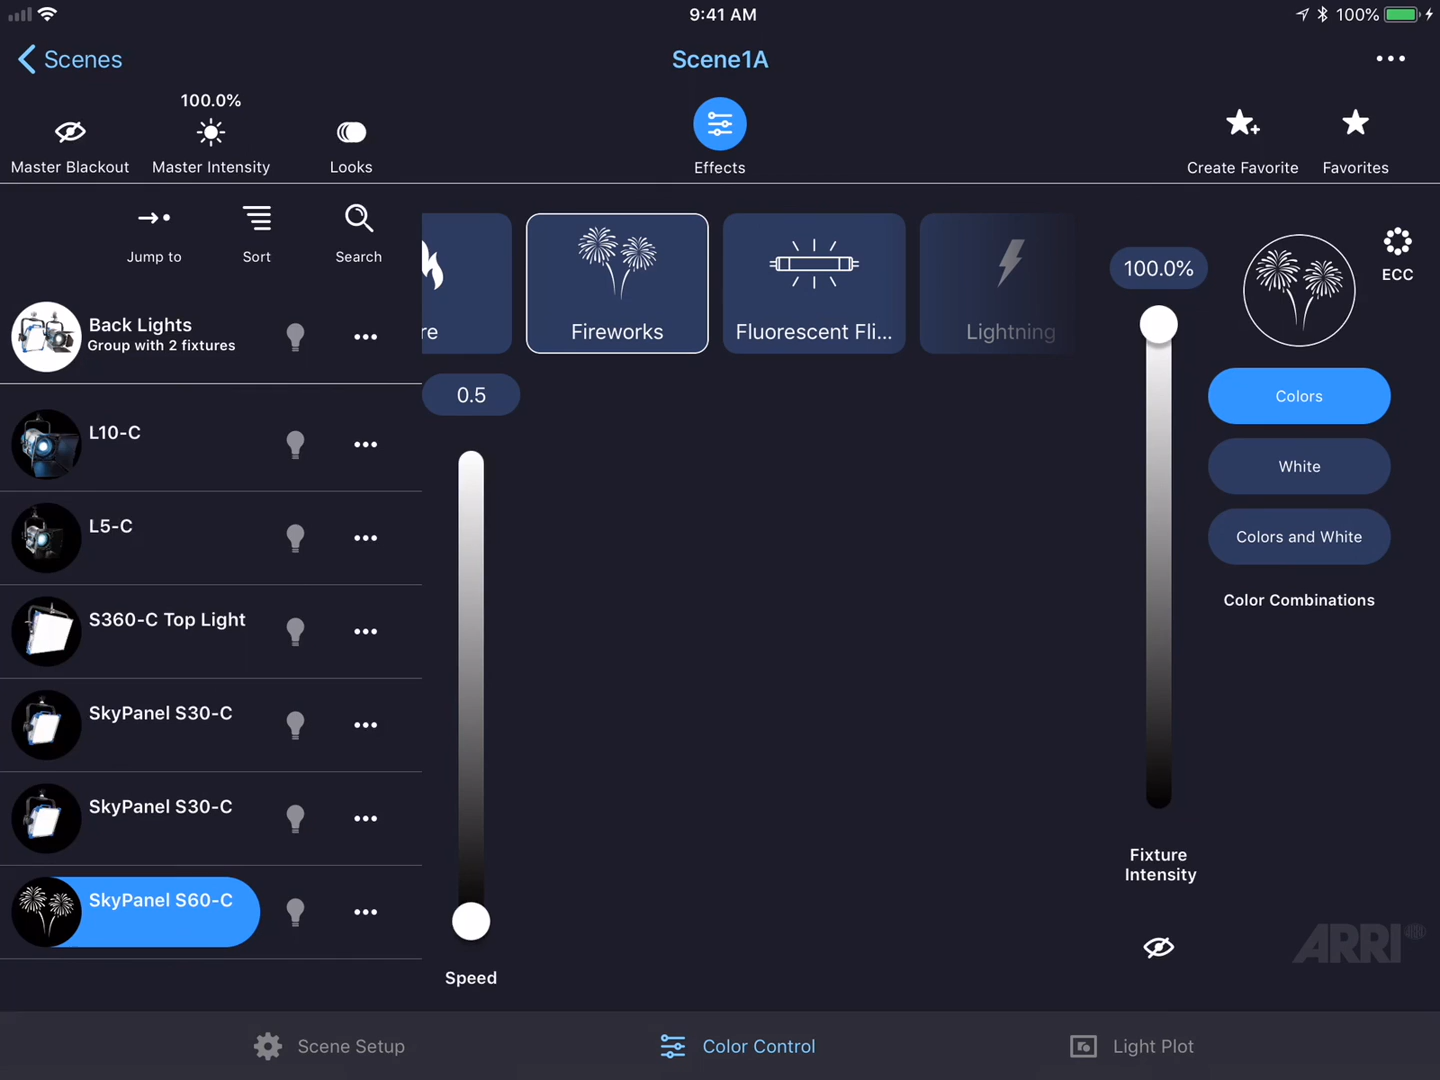 9:41 AM
100%
Scenes
Scene1A
100.0%
Master Blackout
Master Intensity
Looks
Effects
Create Favorite
Favorites
Jump to
Sort
Search
Back Lights
Group with 2 fixtures
L10-C
L5-C
S360-C Top Light
SkyPanel S30-C
SkyPanel S30-C
SkyPanel S60-C
re
Fireworks
Fluorescent Fli...
Lightning
0.5
Speed
100.0%
Fixture
Intensity
ECC
Colors
White
Colors and White
Color Combinations
ARRI
Scene Setup
Color Control
Light Plot